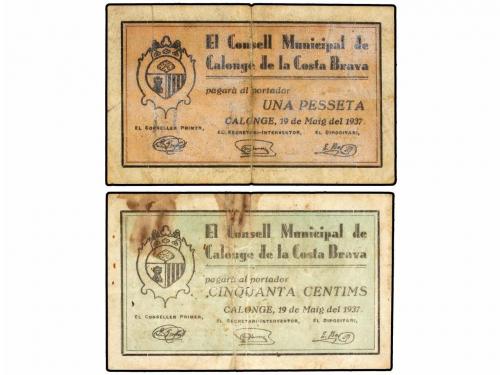 El Consell Municipal de
Calonge de la Costa Brava
pagarà al portador
UNA PESSETA
CALONGE, 19 de Maig del 1937.
EL CONSELLER PRIMER, EL SECRETARI-INTERVENTOR, EL DIPOSITARI,
El Consell Municipal de
Calonge de la Costa Brava
pagarà al portador
CINQUANTA CENTIMS
CALONGE, 19 de Maig del 1937.
EL CONSELLER PRIMER, EL SECRETARI-INTERVENTOR, EL DIPOSITARI,